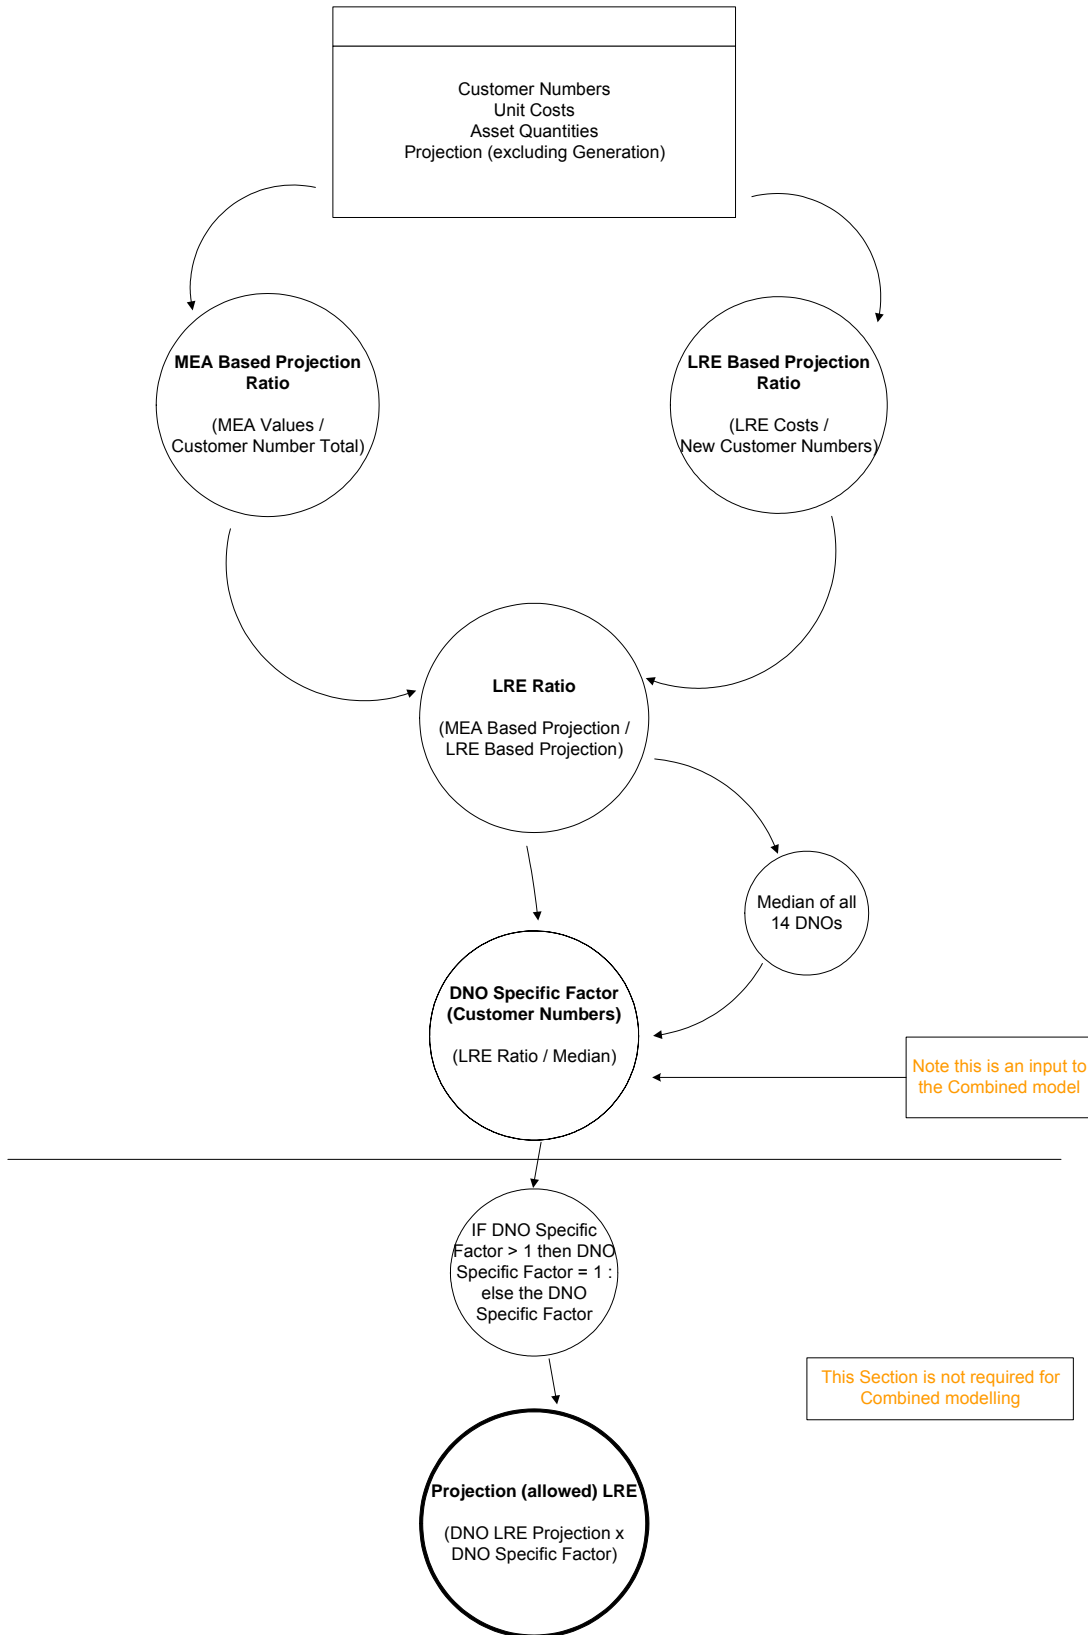 Customer Numbers
Unit Costs
Asset Quantities
Projection (excluding Generation)
MEA Based Projection
Ratio
(MEA Values /
Customer Number Total)
LRE Based Projection
Ratio
(LRE Costs /
New Customer Numbers)
LRE Ratio
(MEA Based Projection /
LRE Based Projection)
Median of all
14 DNOs
DNO Specific Factor
(Customer Numbers)
(LRE Ratio / Median)
Note this is an input to
the Combined model
IF DNO Specific
Factor > 1 then DNO
Specific Factor = 1 :
else the DNO
Specific Factor
This Section is not required for
Combined modelling
Projection (allowed) LRE
(DNO LRE Projection x
DNO Specific Factor)